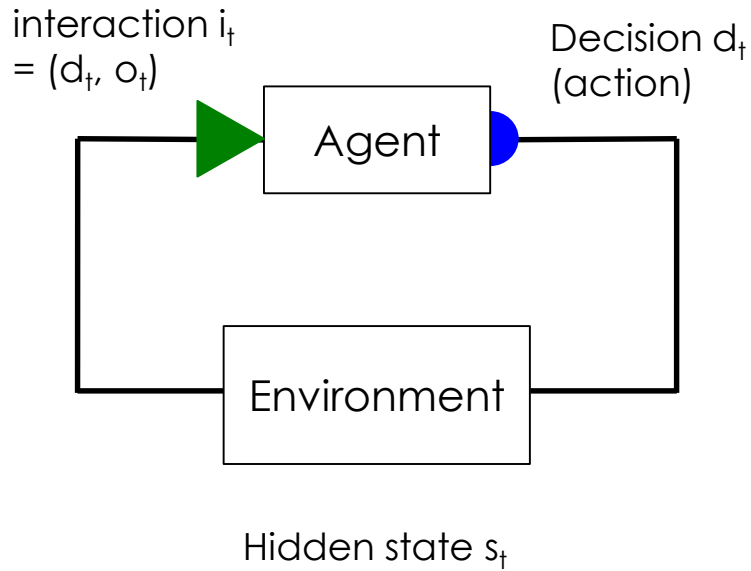 interaction iₜ
= (dₜ, oₜ)
Decision dₜ
(action)
Agent
Environment
Hidden state sₜ